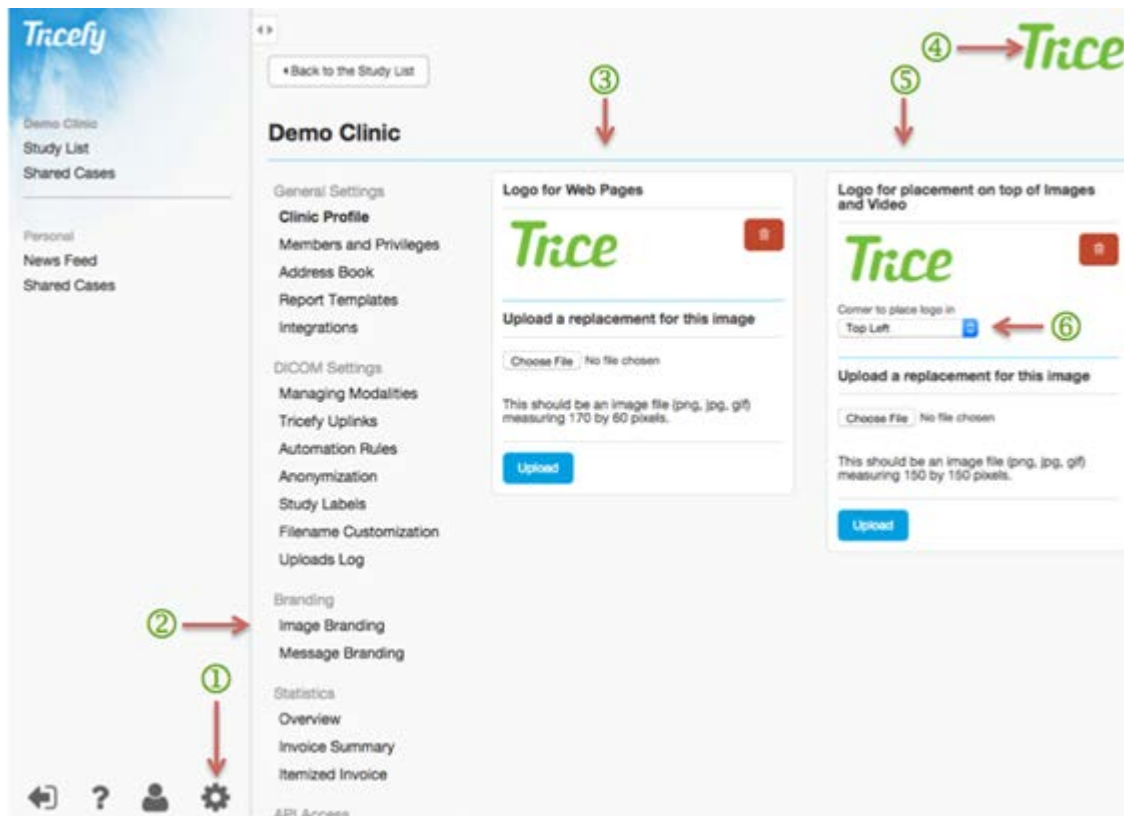 Tricefy
Demo Clinic
Study List
Shared Cases
Personal
News Feed
Shared Cases
①
②
Back to the Study List
③
④
Trice
⑤
Demo Clinic
General Settings
Clinic Profile
Members and Privileges
Address Book
Report Templates
Integrations
DICOM Settings
Managing Modalities
Tricefy Uplinks
Automation Rules
Anonymization
Study Labels
Filename Customization
Uploads Log
Branding
Image Branding
Message Branding
Statistics
Overview
Invoice Summary
Itemized Invoice
API Access
Logo for Web Pages
Trice
Upload a replacement for this image
Choose File No file chosen
This should be an image file (png, jpg, gif)
measuring 170 by 60 pixels.
Upload
Logo for placement on top of Images
and Video
Trice
Corner to place logo in
Top Left
⑥
Upload a replacement for this image
Choose File No file chosen
This should be an image file (png, jpg, gif)
measuring 150 by 150 pixels.
Upload
?